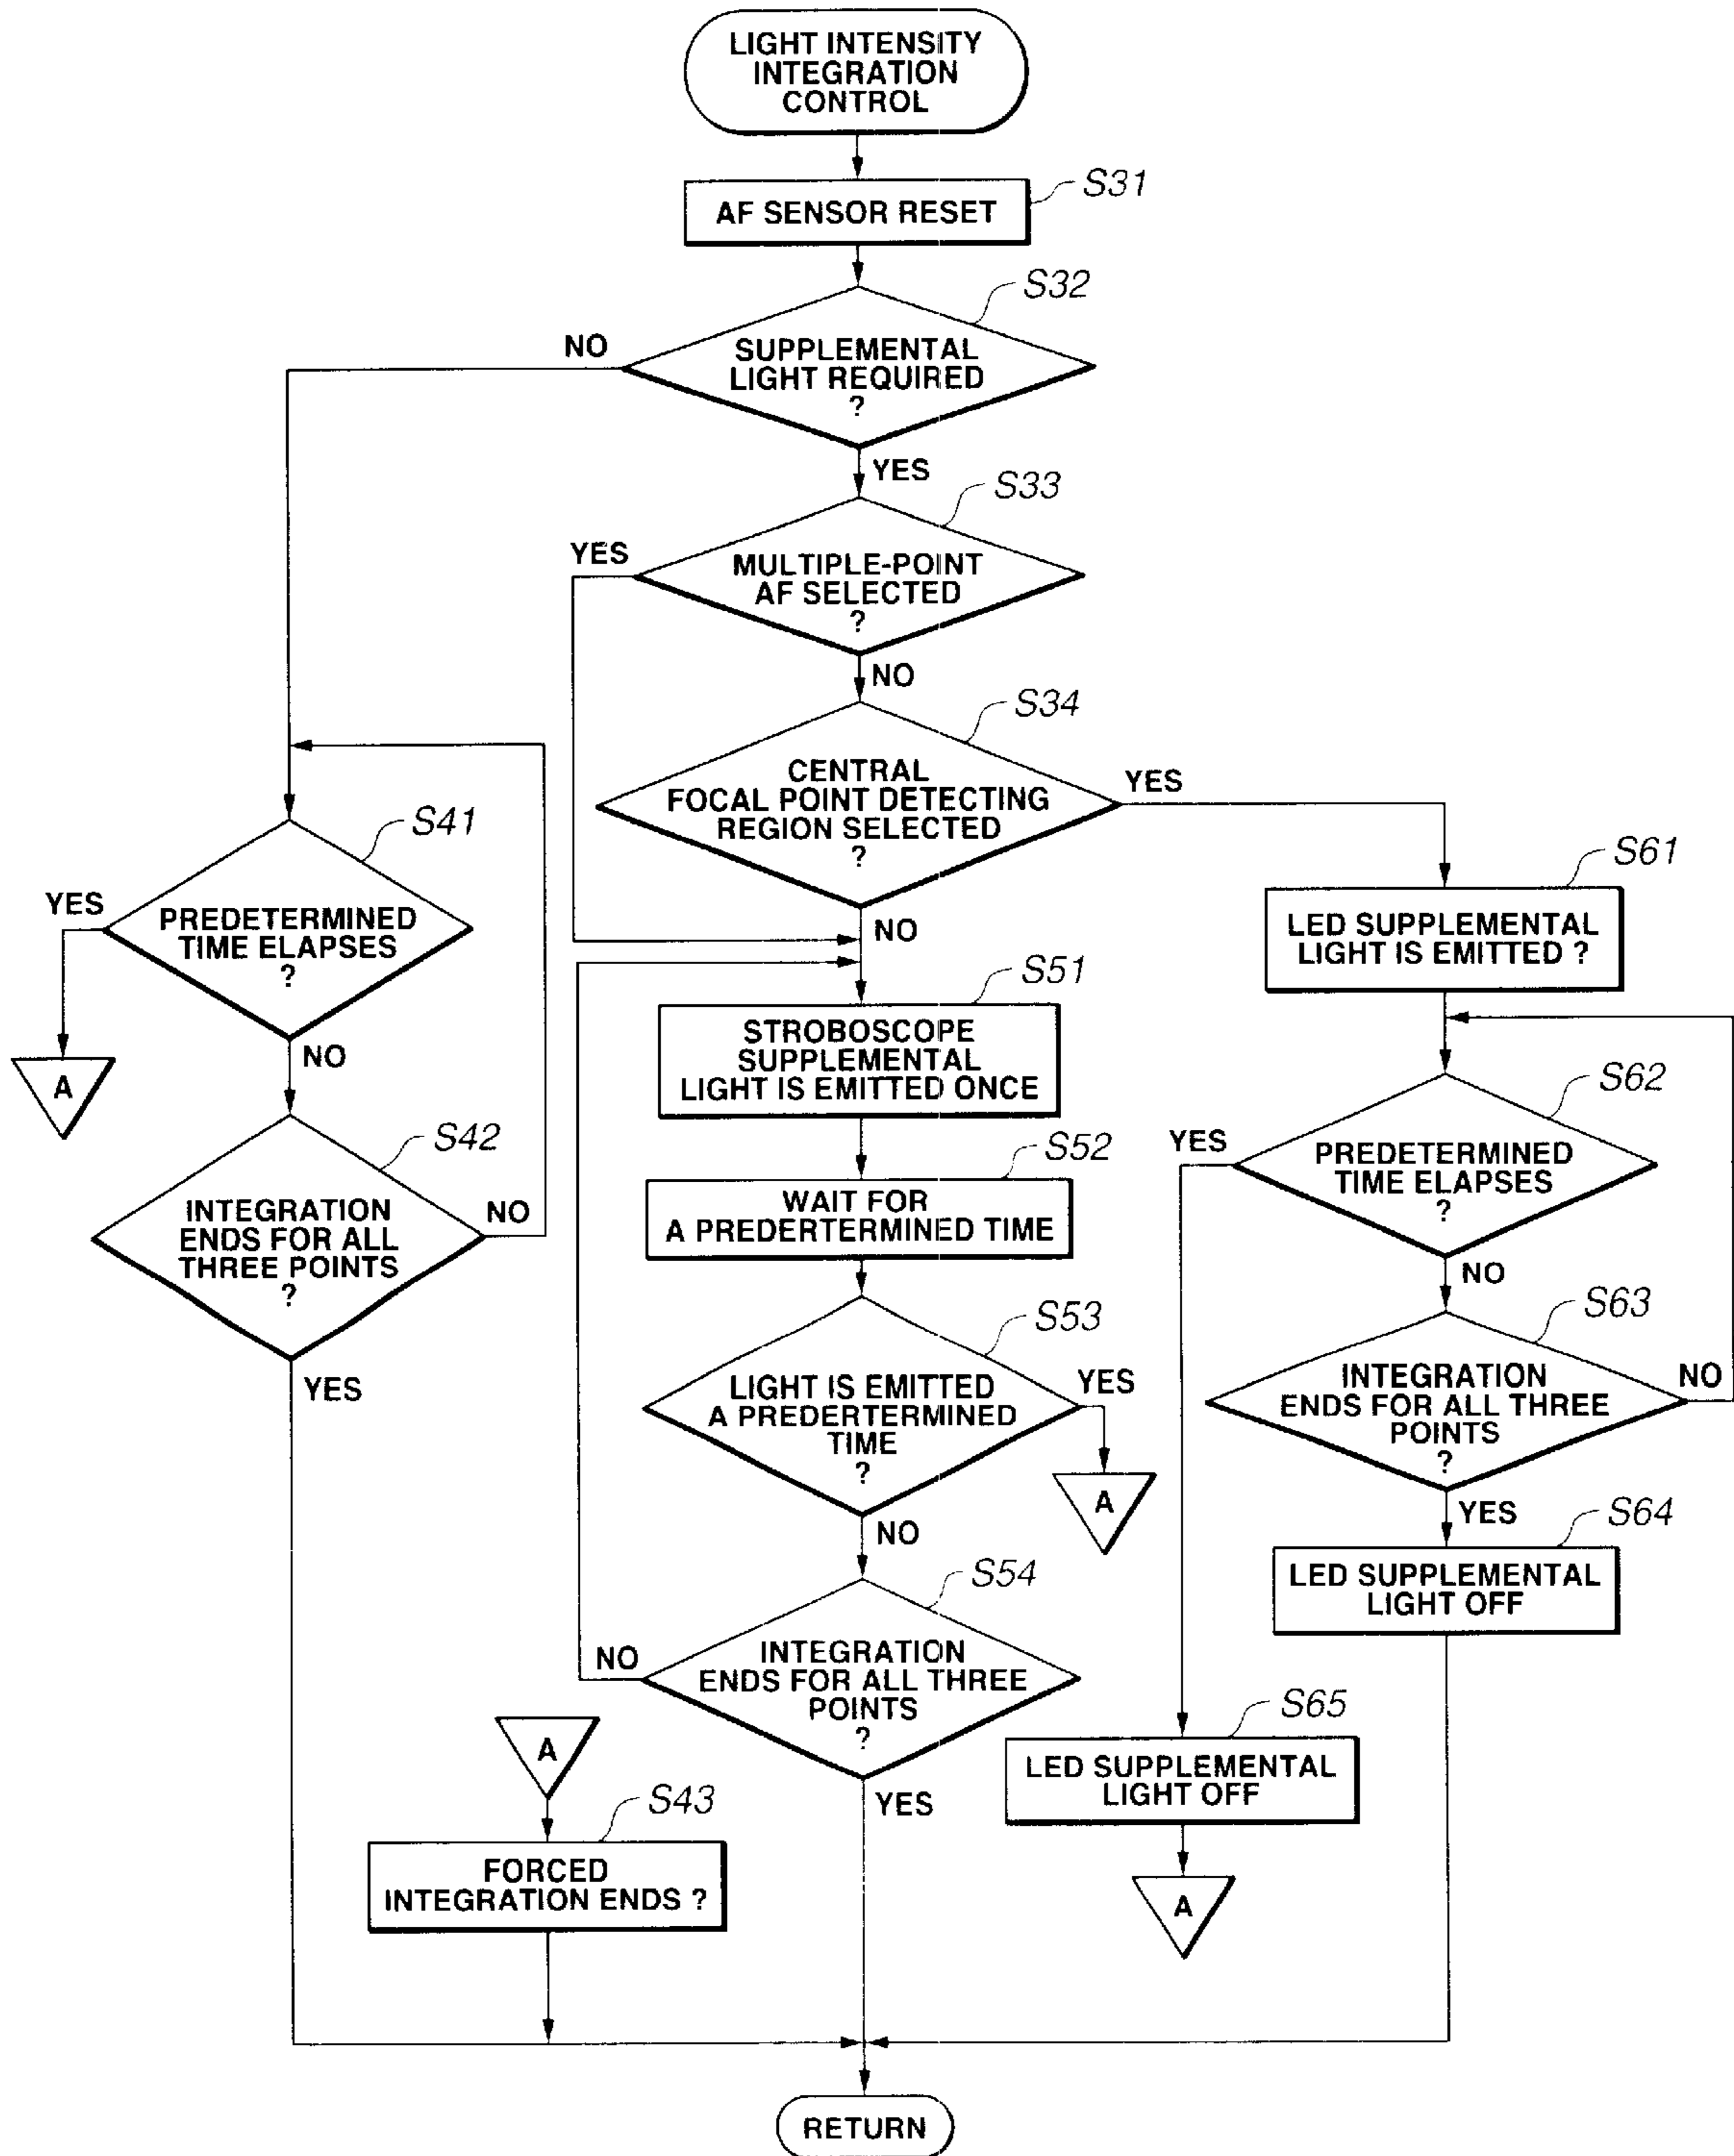 LIGHT INTENSITY
INTEGRATION
CONTROL
S31
AF SENSOR RESET
S32
NO
SUPPLEMENTAL
LIGHT REQUIRED
?
YES
S33
YES
MULTIPLE-POINT
AF SELECTED
?
NO
S34
CENTRAL
FOCAL POINT DETECTING
REGION SELECTED
?
YES
NO
S41
YES
PREDETERMINED
TIME ELAPSES
?
A
NO
S42
INTEGRATION
ENDS FOR ALL
THREE POINTS
?
NO
YES
S51
STROBOSCOPE
SUPPLEMENTAL
LIGHT IS EMITTED ONCE
S52
WAIT FOR
A PREDERTERMINED TIME
S53
LIGHT IS EMITTED
A PREDERTERMINED
TIME
?
YES
A
NO
S54
INTEGRATION
ENDS FOR ALL THREE
POINTS
?
NO
YES
S61
LED SUPPLEMENTAL
LIGHT IS EMITTED ?
S62
YES
PREDETERMINED
TIME ELAPSES
?
NO
S63
INTEGRATION
ENDS FOR ALL THREE
POINTS
?
NO
YES
S64
LED SUPPLEMENTAL
LIGHT OFF
S65
LED SUPPLEMENTAL
LIGHT OFF
A
A
S43
FORCED
INTEGRATION ENDS ?
RETURN